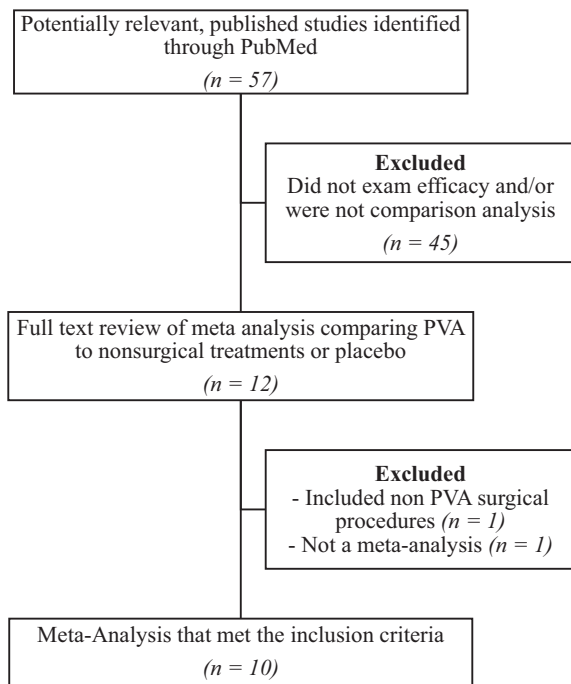 Potentially relevant, published studies identified
through PubMed
(n = 57)
Excluded
Did not exam efficacy and/or
were not comparison analysis
(n = 45)
Full text review of meta analysis comparing PVA
to nonsurgical treatments or placebo
(n = 12)
Excluded
- Included non PVA surgical
procedures (n = 1)
- Not a meta-analysis (n = 1)
Meta-Analysis that met the inclusion criteria
(n = 10)